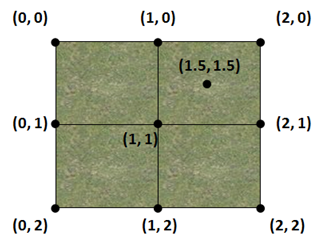 (0, 0) (1, 0) (2, 0)
(1.5, 1.5)
(0, 1) (1, 1) (2, 1)
(0, 2) (1, 2) (2, 2)